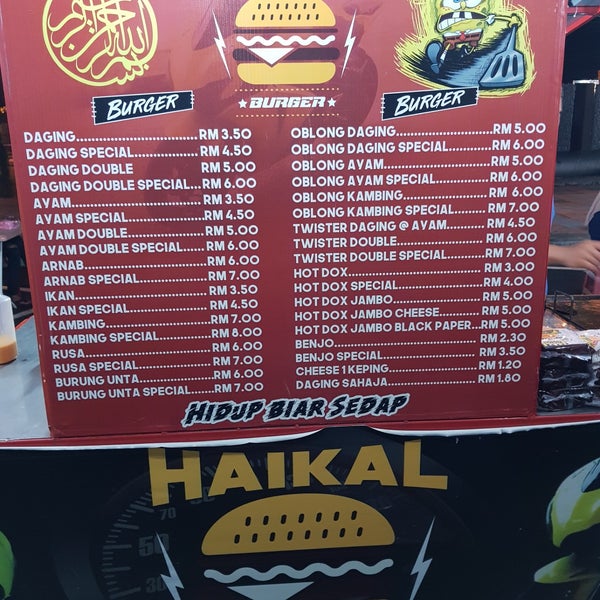 بسم الله الرحمن الرحيم
BURGER
DAGING RM 3.50
DAGING SPECIAL RM 4.50
DAGING DOUBLE RM 5.00
DAGING DOUBLE SPECIAL RM 6.00
AYAM RM 3.50
AYAM SPECIAL RM 4.50
AYAM DOUBLE RM 5.00
AYAM DOUBLE SPECIAL RM 6.00
ARNAB RM 6.00
ARNAB SPECIAL RM 7.00
IKAN RM 3.50
IKAN SPECIAL RM 4.50
KAMBING RM 7.00
KAMBING SPECIAL RM 8.00
RUSA RM 6.00
RUSA SPECIAL RM 7.00
BURUNG UNTA RM 6.00
BURUNG UNTA SPECIAL RM 7.00
BURGER
BURGER
OBLONG DAGING RM 5.00
OBLONG DAGING SPECIAL RM 6.00
OBLONG AYAM RM 5.00
OBLONG AYAM SPECIAL RM 6.00
OBLONG KAMBING RM 6.00
OBLONG KAMBING SPECIAL RM 7.00
TWISTER DAGING @ AYAM RM 4.50
TWISTER DOUBLE RM 6.00
TWISTER DOUBLE SPECIAL RM 7.00
HOT DOX RM 3.00
HOT DOX SPECIAL RM 4.00
HOT DOX JAMBO RM 5.00
HOT DOX JAMBO CHEESE RM 5.00
HOT DOX JAMBO BLACK PAPER RM 5.00
BENJO RM 2.30
BENJO SPECIAL RM 3.50
CHEESE 1 KEPING RM 1.20
DAGING SAHAJA RM 1.80
HIDUP BIAR SEDAP
HAIKAL
70
50
30